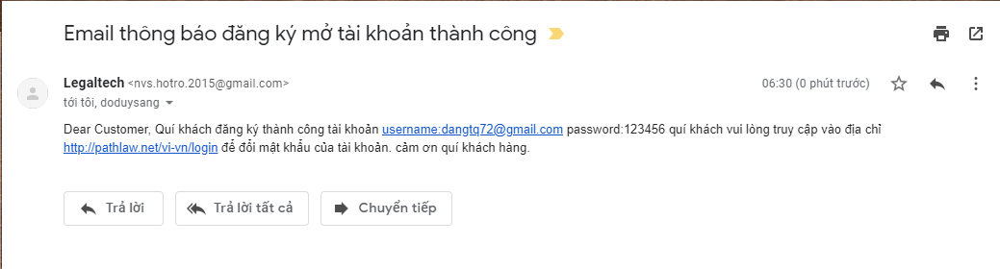 Email thông báo đăng ký mở tài khoản thành công
Legaltech <nvs.hotro.2015@gmail.com>
06:30 (0 phút trước)
tới tôi, doduysang
Dear Customer, Quí khách đăng ký thành công tài khoản username:dangtq72@gmail.com password:123456 quí khách vui lòng truy cập vào địa chỉ
http://pathlaw.net/vi-vn/login để đổi mật khẩu của tài khoản. cảm ơn quí khách hàng.
Trả lời
Trả lời tất cả
Chuyển tiếp